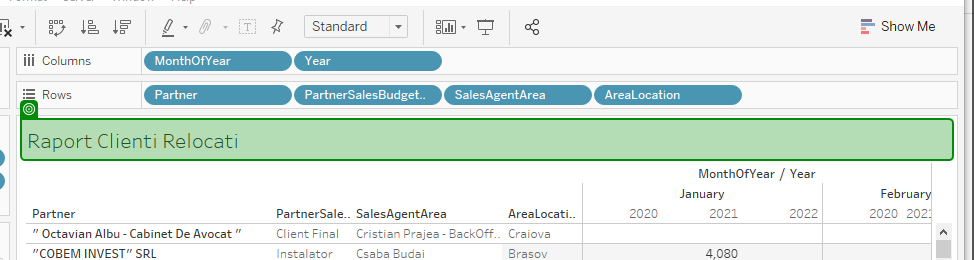 Standard
Show Me
Columns MonthOfYear Year
Rows Partner PartnerSalesBudget.. SalesAgentArea AreaLocation
Raport Clienti Relocati
MonthOfYear / Year
January February
Partner PartnerSale.. SalesAgentArea AreaLocati.. 2020 2021 2022 2020 2021
" Octavian Albu - Cabinet De Avocat " Client Final Cristian Prajea - BackOff.. Craiova
"COBEM INVEST" SRL Instalator Csaba Budai Brasov 4,080